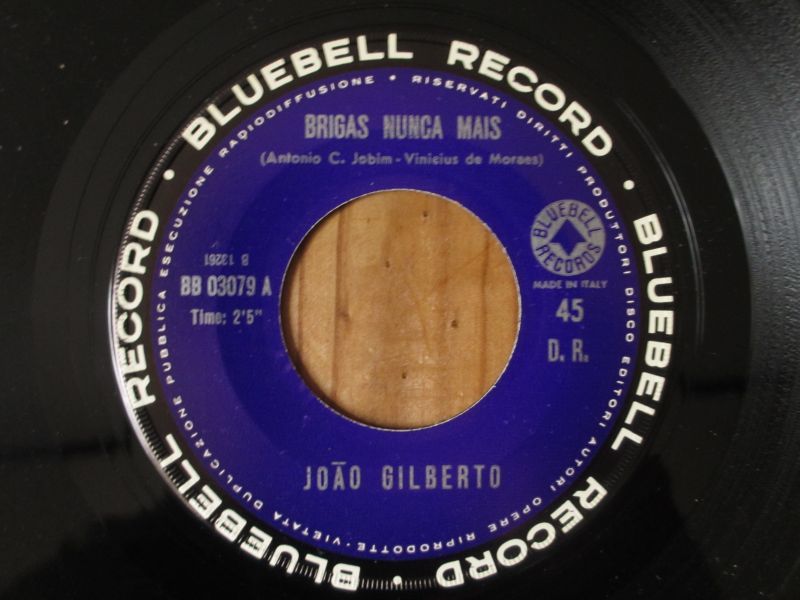 BLUEBELL RECORD • BLUEBELL RECORD • BLUEBELL RECORD •
• RISERVATI DIRITTI PRODUTTORI DISCO EDITORI AUTORI OPERE RIPRODOTTE - VIETATA DUPLICAZIONE PUBBLICA ESECUZIONE RADIODIFFUSIONE
BRIGAS NUNCA MAIS
(Antonio C. Jobim - Vinicius de Moraes)
B 13261
BB 03079 A
Time: 2'5"
BLUEBELL
RECORDS
MADE IN ITALY
45
D. R.
JOÃO GILBERTO